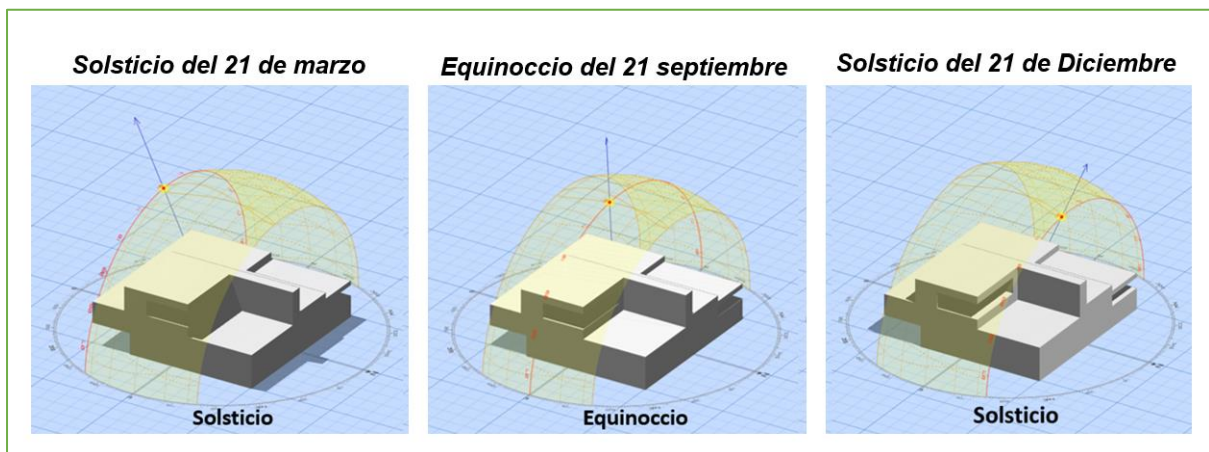 Solsticio del 21 de marzo
Equinoccio del 21 septiembre
Solsticio del 21 de Diciembre
Solsticio
Equinoccio
Solsticio